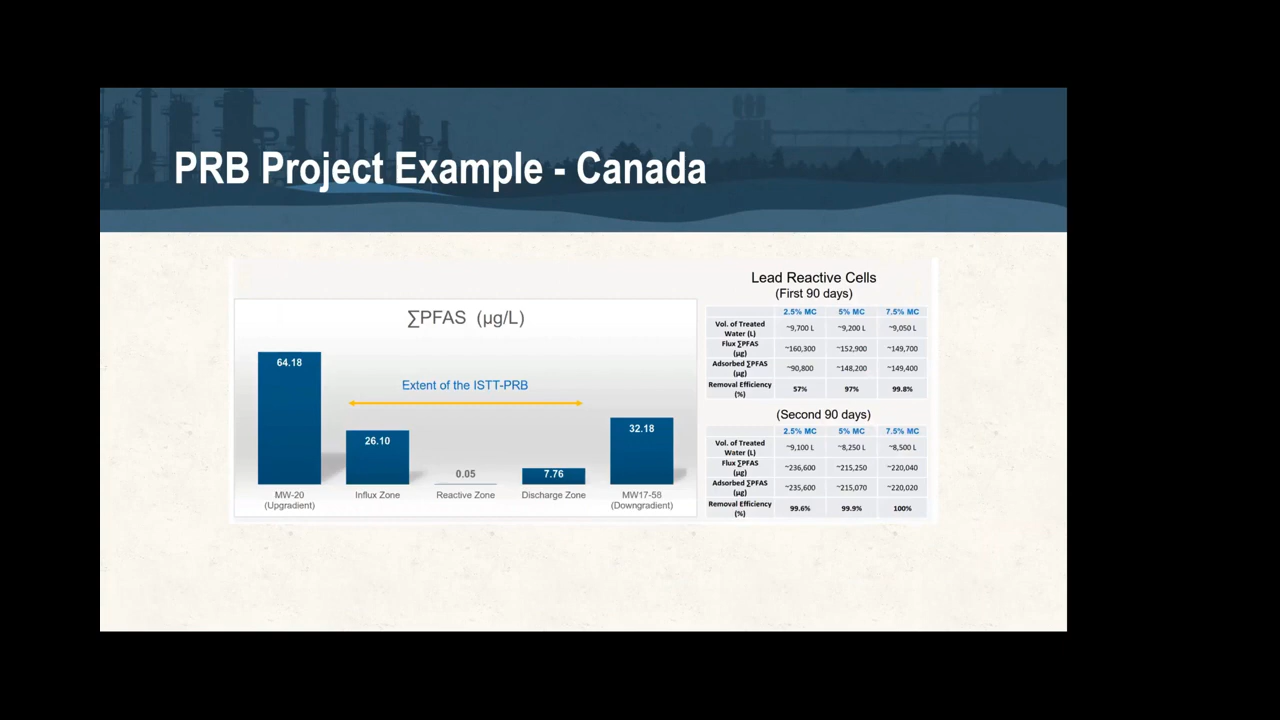 PRB Project Example - Canada
∑PFAS (µg/L)
64.18
Extent of the ISTT-PRB
26.10
0.05
7.76
32.18
MW-20
(Upgradient)
Influx Zone
Reactive Zone
Discharge Zone
MW17-58
(Downgradient)
Lead Reactive Cells
(First 90 days)
2.5% MC 5% MC 7.5% MC
Vol. of Treated
Water (L)
~9,700 L ~9,200 L ~9,050 L
Flux ∑PFAS
(µg)
~160,300 ~152,900 ~149,700
Adsorbed ∑PFAS
(µg)
~90,800 ~148,200 ~149,400
Removal Efficiency
(%)
57% 97% 99.8%
(Second 90 days)
2.5% MC 5% MC 7.5% MC
Vol. of Treated
Water (L)
~9,100 L ~8,250 L ~8,500 L
Flux ∑PFAS
(µg)
~236,600 ~215,250 ~220,040
Adsorbed ∑PFAS
(µg)
~235,600 ~215,070 ~220,020
Removal Efficiency
(%)
99.6% 99.9% 100%